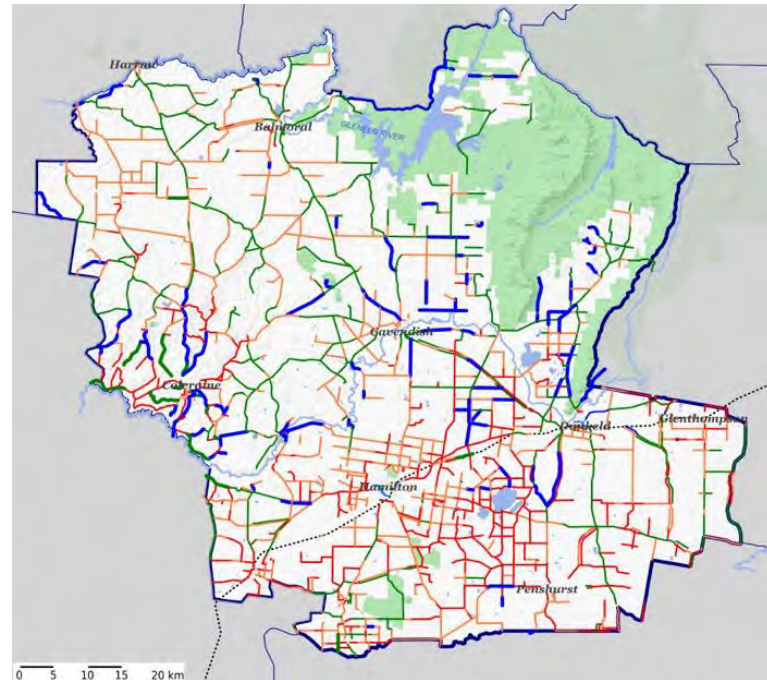 Harrow
Balmoral
GLENELG RIVER
Cavendish
Coleraine
Dunkeld
Glenthompson
Hamilton
Penshurst
0 5 10 15 20 km